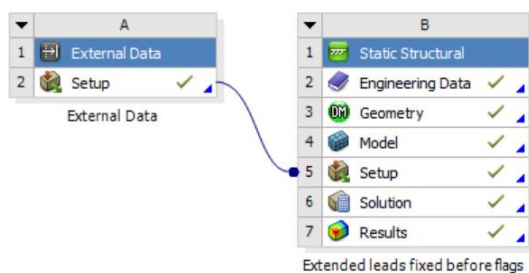 A
1 External Data
2 Setup
External Data
B
1 Static Structural
2 Engineering Data
3 DM Geometry
4 Model
5 Setup
6 Solution
7 Results
Extended leads fixed before flags